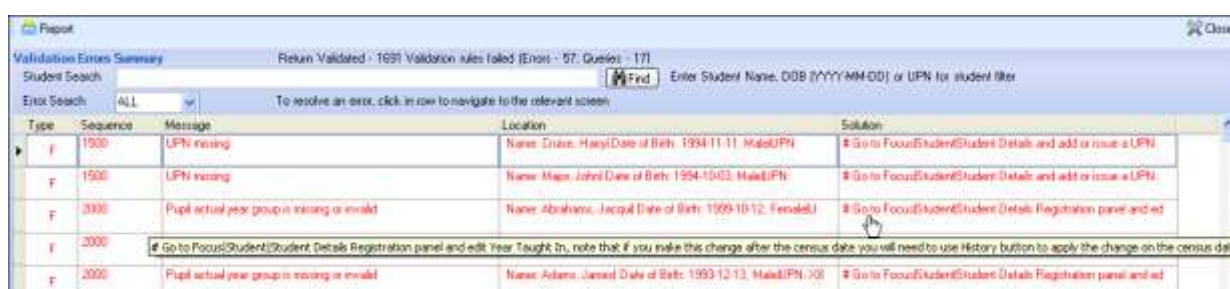 Report Close
Validation Errors Summary Return Validated - 1691 Validation rules failed (Errors - 57. Queries - 17)
Student Search Find Enter Student Name, DOB (YYYY-MM-DD) or UPN for student filter
Error Search ALL To resolve an error, click in row to navigate to the relevant screen
Type Sequence Message Location Solution
F 1500 UPN missing Name: Cruise, Harry|Date of Birth: 1994-11-11, Male|UPN: # Go to Focus|Student|Student Details and add or issue a UPN.
F 1500 UPN missing Name: Major, John| Date of Birth: 1994-10-03, Male|UPN: # Go to Focus|Student|Student Details and add or issue a UPN.
F 2000 Pupil actual year group is missing or invalid Name: Abrahams, Jacqui| Date of Birth: 1999-10-12, Female|U # Go to Focus|Student|Student Details Registration panel and ed
F 2000
# Go to Focus|Student|Student Details Registration panel and edit Year Taught In, note that if you make this change after the census date you will need to use History button to apply the change on the census da
F 2000 Pupil actual year group is missing or invalid Name: Adams, Date of Birth: 1993-12-13, Male|UPN: X8 # Go to Focus|Student|Student Details Registration panel and ed